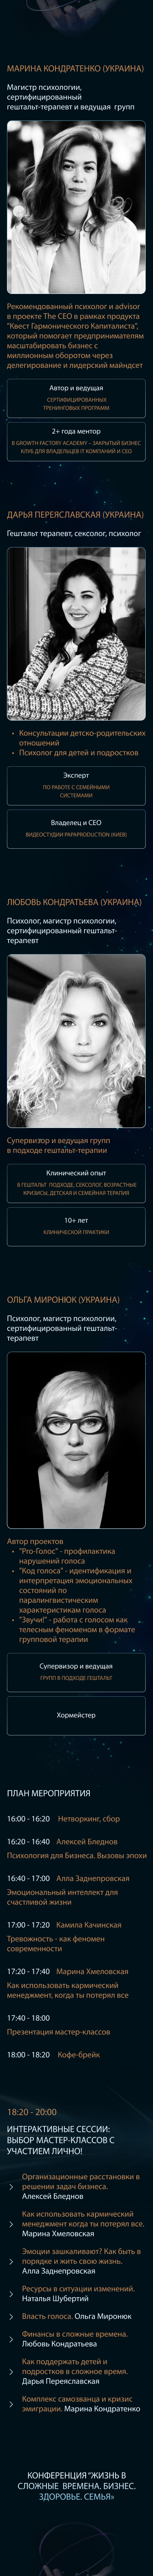 МАРИНА КОНДРАТЕНКО (УКРАИНА)
Магистр психологии,
сертифицированный
гештальт-терапевт и ведущая групп
Рекомендованный психолог и advisor
в проекте The CEO в рамках продукта
"Квест Гармонического Капиталиста",
который помогает предпринимателям
масштабировать бизнес с
миллионным оборотом через
делегирование и лидерский майндсет
Автор и ведущая
СЕРТИФИЦИРОВАННЫХ
ТРЕНИНГОВЫХ ПРОГРАММ
2+ года ментор
В GROWTH FACTORY ACADEMY – ЗАКРЫТЫЙ БИЗНЕС
КЛУБ ДЛЯ ВЛАДЕЛЬЦЕВ IT КОМПАНИЙ И CEO
ДАРЬЯ ПЕРЕЯСЛАВСКАЯ (УКРАИНА)
Гештальт терапевт, сексолог, психолог
• Консультации детско-родительских
отношений
• Психолог для детей и подростков
Эксперт
ПО РАБОТЕ С СЕМЕЙНЫМИ
СИСТЕМАМИ
Владелец и СЕО
ВИДЕОСТУДИИ PAPAPRODUCTION (КИЕВ)
ЛЮБОВЬ КОНДРАТЬЕВА (УКРАИНА)
Психолог, магистр психологии,
сертифицированный гештальт-
терапевт
Супервизор и ведущая групп
в подходе гештальт-терапии
Клинический опыт
В ГЕШТАЛЬТ ПОДХОДЕ, СЕКСОЛОГ, ВОЗРАСТНЫЕ
КРИЗИСЫ, ДЕТСКАЯ И СЕМЕЙНАЯ ТЕРАПИЯ
10+ лет
КЛИНИЧЕСКОЙ ПРАКТИКИ
ОЛЬГА МИРОНЮК (УКРАИНА)
Психолог, магистр психологии,
сертифицированный гештальт-
терапевт
Автор проектов
• "Pro-Голос" - профилактика
нарушений голоса
• "Код голоса" - идентификация и
интерпретация эмоциональных
состояний по
паралингвистическим
характеристикам голоса
• "Звучи!" - работа с голосом как
телесным феноменом в формате
групповой терапии
Супервизор и ведущая
ГРУПП В ПОДХОДЕ ГЕШТАЛЬТ
Хормейстер
ПЛАН МЕРОПРИЯТИЯ
16:00 - 16:20 Нетворкинг, сбор
16:20 - 16:40 Алексей Бледнов
Психология для Бизнеса. Вызовы эпохи
16:40 - 17:00 Алла Заднепровская
Эмоциональный интеллект для
счастливой жизни
17:00 - 17:20 Камила Качинская
Тревожность - как феномен
современности
17:20 - 17:40 Марина Хмеловская
Как использовать кармический
менеджмент, когда ты потерял все
17:40 - 18:00
Презентация мастер-классов
18:00 - 18:20 Кофе-брейк
18:20 - 20:00
ИНТЕРАКТИВНЫЕ СЕССИИ:
ВЫБОР МАСТЕР-КЛАССОВ С
УЧАСТИЕМ ЛИЧНО!
Организационные расстановки в
решении задач бизнеса.
Алексей Бледнов
Как использовать кармический
менеджмент когда ты потерял все.
Марина Хмеловская
Эмоции зашкаливают? Как быть в
порядке и жить свою жизнь.
Алла Заднепровская
Ресурсы в ситуации изменений.
Наталья Шубертий
Власть голоса. Ольга Миронюк
Финансы в сложные времена.
Любовь Кондратьева
Как поддержать детей и
подростков в сложное время.
Дарья Переяславская
Комплекс самозванца и кризис
эмиграции. Марина Кондратенко
КОНФЕРЕНЦИЯ "ЖИЗНЬ В
СЛОЖНЫЕ ВРЕМЕНА. БИЗНЕС.
ЗДОРОВЬЕ. СЕМЬЯ»